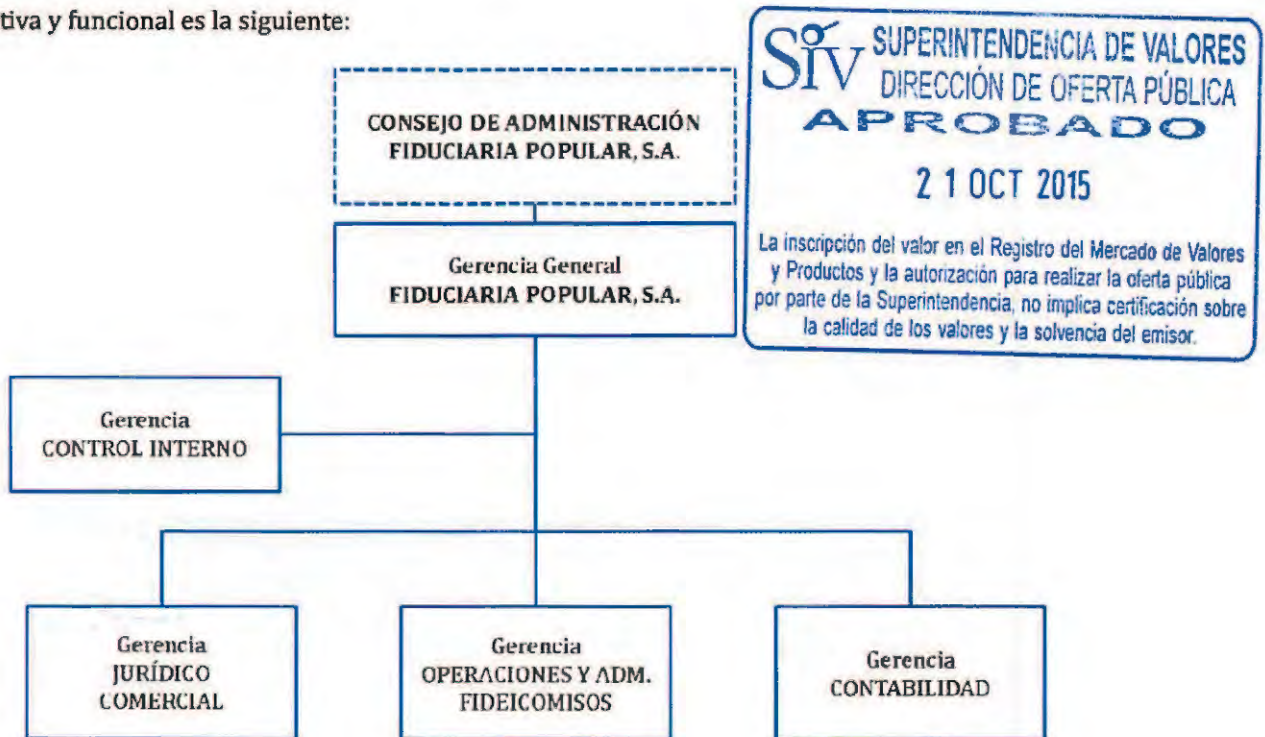 tiva y funcional es la siguiente:
SIV SUPERINTENDENCIA DE VALORES
DIRECCIÓN DE OFERTA PÚBLICA
APROBADO
21 OCT 2015
La inscripción del valor en el Registro del Mercado de Valores
y Productos y la autorización para realizar la oferta pública
por parte de la Superintendencia, no implica certificación sobre
la calidad de los valores y la solvencia del emisor.
CONSEJO DE ADMINISTRACIÓN
FIDUCIARIA POPULAR, S.A.
Gerencia General
FIDUCIARIA POPULAR, S.A.
Gerencia
CONTROL INTERNO
Gerencia
JURÍDICO
COMERCIAL
Gerencia
OPERACIONES Y ADM.
FIDEICOMISOS
Gerencia
CONTABILIDAD